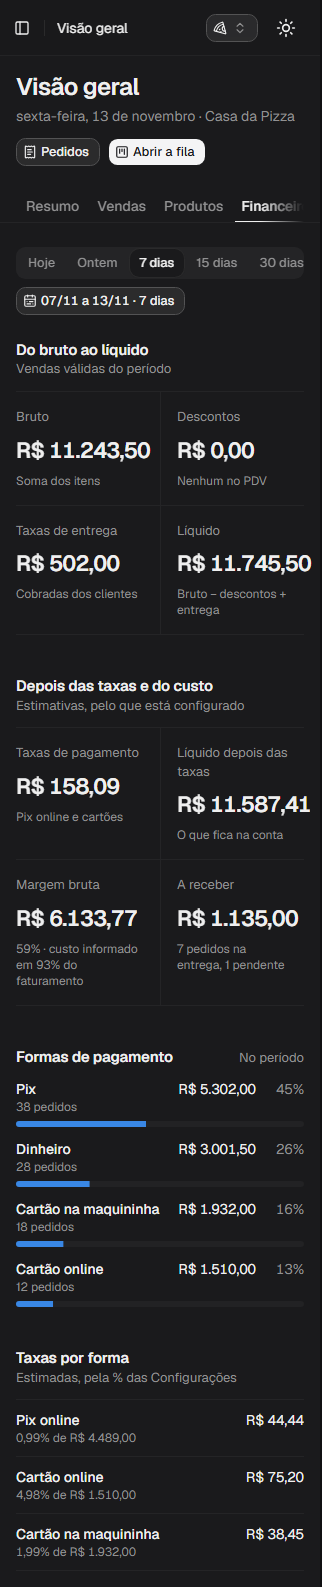 Visão geral
Visão geral
sexta-feira, 13 de novembro · Casa da Pizza
Pedidos
Abrir a fila
Resumo Vendas Produtos Financeir
Hoje Ontem 7 dias 15 dias 30 dias
07/11 a 13/11 · 7 dias
Do bruto ao líquido
Vendas válidas do período
Bruto
R$ 11.243,50
Soma dos itens
Descontos
R$ 0,00
Nenhum no PDV
Taxas de entrega
R$ 502,00
Cobradas dos clientes
Líquido
R$ 11.745,50
Bruto − descontos +
entrega
Depois das taxas e do custo
Estimativas, pelo que está configurado
Taxas de pagamento
R$ 158,09
Pix online e cartões
Líquido depois das
taxas
R$ 11.587,41
O que fica na conta
Margem bruta
R$ 6.133,77
59% · custo informado
em 93% do
faturamento
A receber
R$ 1.135,00
7 pedidos na
entrega, 1 pendente
Formas de pagamento No período
Pix R$ 5.302,00 45%
38 pedidos
Dinheiro R$ 3.001,50 26%
28 pedidos
Cartão na maquininha R$ 1.932,00 16%
18 pedidos
Cartão online R$ 1.510,00 13%
12 pedidos
Taxas por forma
Estimadas, pela % das Configurações
Pix online R$ 44,44
0,99% de R$ 4.489,00
Cartão online R$ 75,20
4,98% de R$ 1.510,00
Cartão na maquininha R$ 38,45
1,99% de R$ 1.932,00